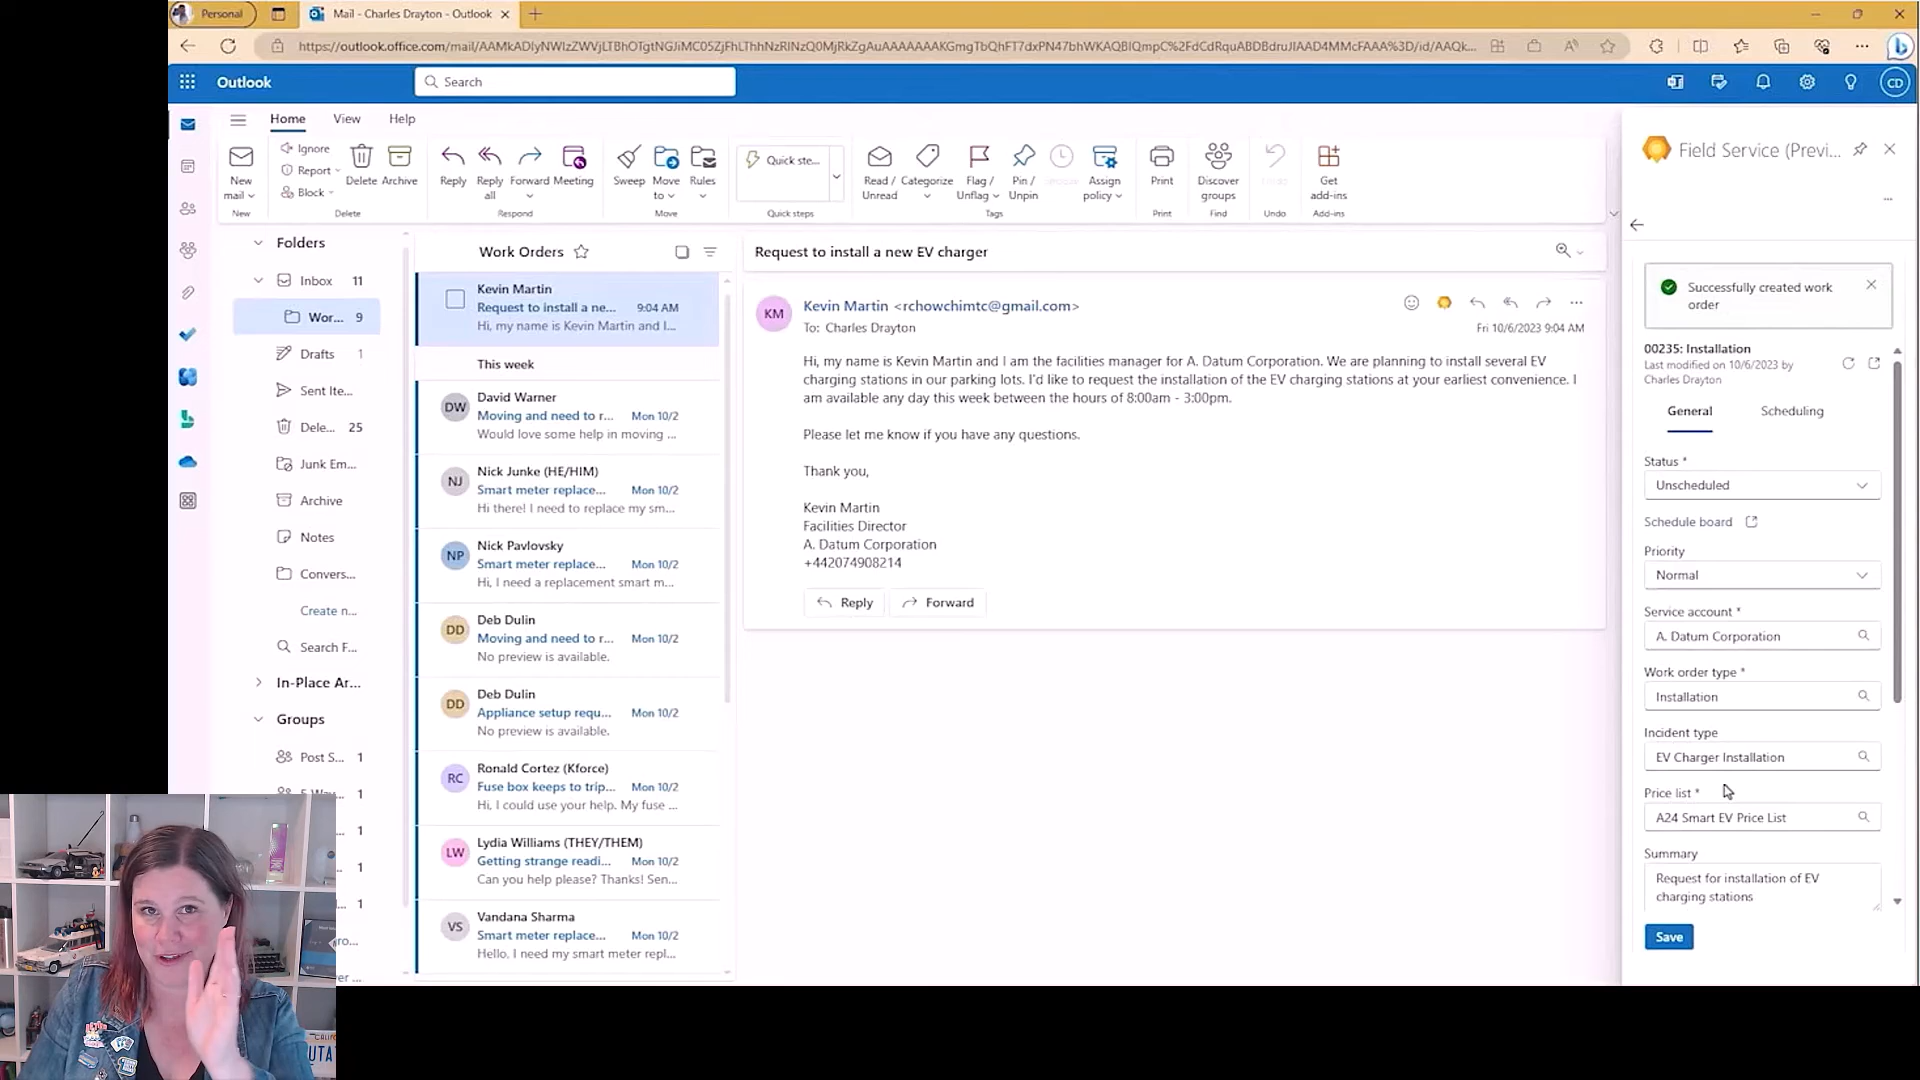 Personal
Mail - Charles Drayton - Outlook
https://outlook.office.com/mail/
Outlook
Search
CD
Home View Help
New mail
Ignore
Report
Block
Delete
Archive
Reply
Reply all
Forward
Meeting
Sweep
Move to
Rules
Quick ste...
Read / Unread
Categorize
Flag / Unflag
Pin / Unpin
Assign policy
Print
Discover groups
Undo
Get add-ins
New
Delete
Respond
Move
Quick steps
Tags
Print
Find
Undo
Add-ins
Folders
Inbox 11
Wor... 9
Drafts 1
Sent Ite...
Dele... 25
Junk Em...
Archive
Notes
Convers...
Create n...
Search F...
In-Place Ar...
Groups
Post S... 1
1
1
1
1
Work Orders
Kevin Martin
Request to install a ne... 9:04 AM
Hi, my name is Kevin Martin and I...
This week
DW
David Warner
Moving and need to r... Mon 10/2
Would love some help in moving ...
NJ
Nick Junke (HE/HIM)
Smart meter replace... Mon 10/2
Hi there! I need to replace my sm...
NP
Nick Pavlovsky
Smart meter replace... Mon 10/2
Hi, I need a replacement smart m...
DD
Deb Dulin
Moving and need to r... Mon 10/2
No preview is available.
DD
Deb Dulin
Appliance setup requ... Mon 10/2
No preview is available.
RC
Ronald Cortez (Kforce)
Fuse box keeps to trip... Mon 10/2
Hi, I could use your help. My fuse ...
LW
Lydia Williams (THEY/THEM)
Getting strange readi... Mon 10/2
Can you help please? Thanks! Sen...
VS
Vandana Sharma
Smart meter replace... Mon 10/2
Hello, I need my smart meter repl...
Request to install a new EV charger
KM
Kevin Martin <rchowchimtc@gmail.com>
To: Charles Drayton
Fri 10/6/2023 9:04 AM
Hi, my name is Kevin Martin and I am the facilities manager for A. Datum Corporation. We are planning to install several EV
charging stations in our parking lots. I'd like to request the installation of the EV charging stations at your earliest convenience. I
am available any day this week between the hours of 8:00am - 3:00pm.
Please let me know if you have any questions.
Thank you,
Kevin Martin
Facilities Director
A. Datum Corporation
+442074908214
Reply
Forward
Field Service (Previ...
Successfully created work
order
00235: Installation
Last modified on 10/6/2023 by
Charles Drayton
General Scheduling
Status *
Unscheduled
Schedule board
Priority
Normal
Service account *
A. Datum Corporation
Work order type *
Installation
Incident type
EV Charger Installation
Price list *
A24 Smart EV Price List
Summary
Request for installation of EV
charging stations
Save